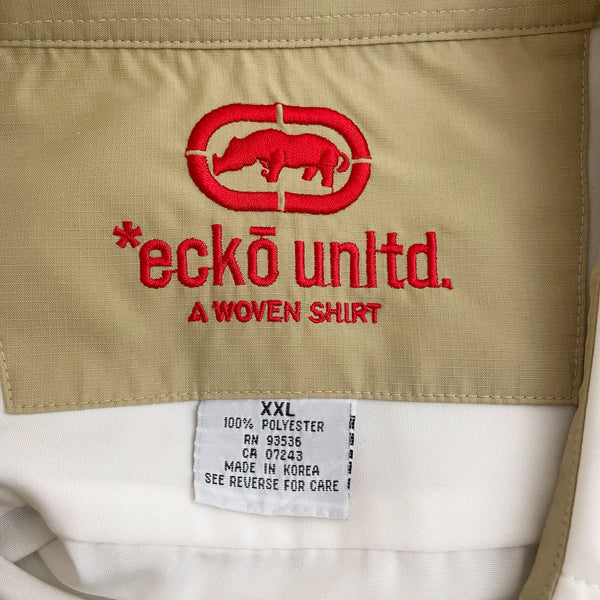 *eckō unltd.
A WOVEN SHIRT
XXL
100% POLYESTER
RN 93536
CA 07243
MADE IN KOREA
SEE REVERSE FOR CARE